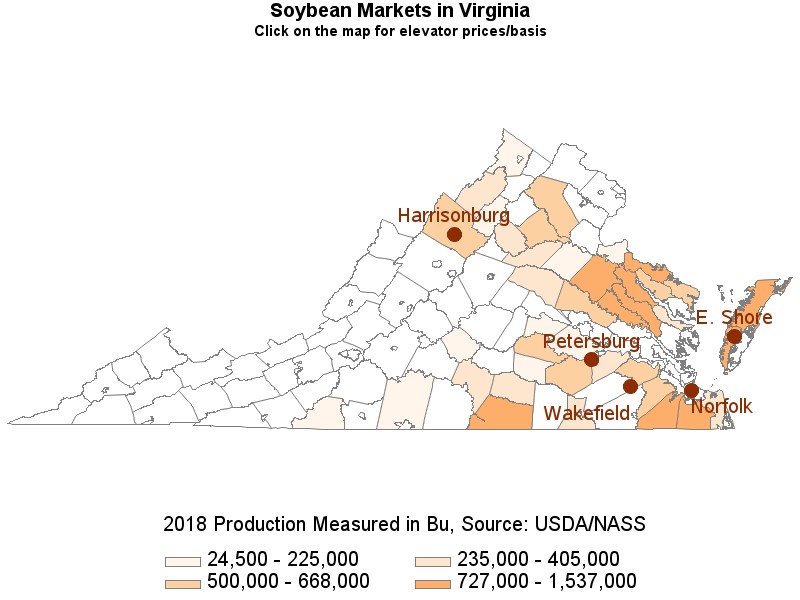 Soybean Markets in Virginia
Click on the map for elevator prices/basis
Harrisonburg
E. Shore
Petersburg
Wakefield
Norfolk
2018 Production Measured in Bu, Source: USDA/NASS
24,500 - 225,000 235,000 - 405,000
500,000 - 668,000 727,000 - 1,537,000